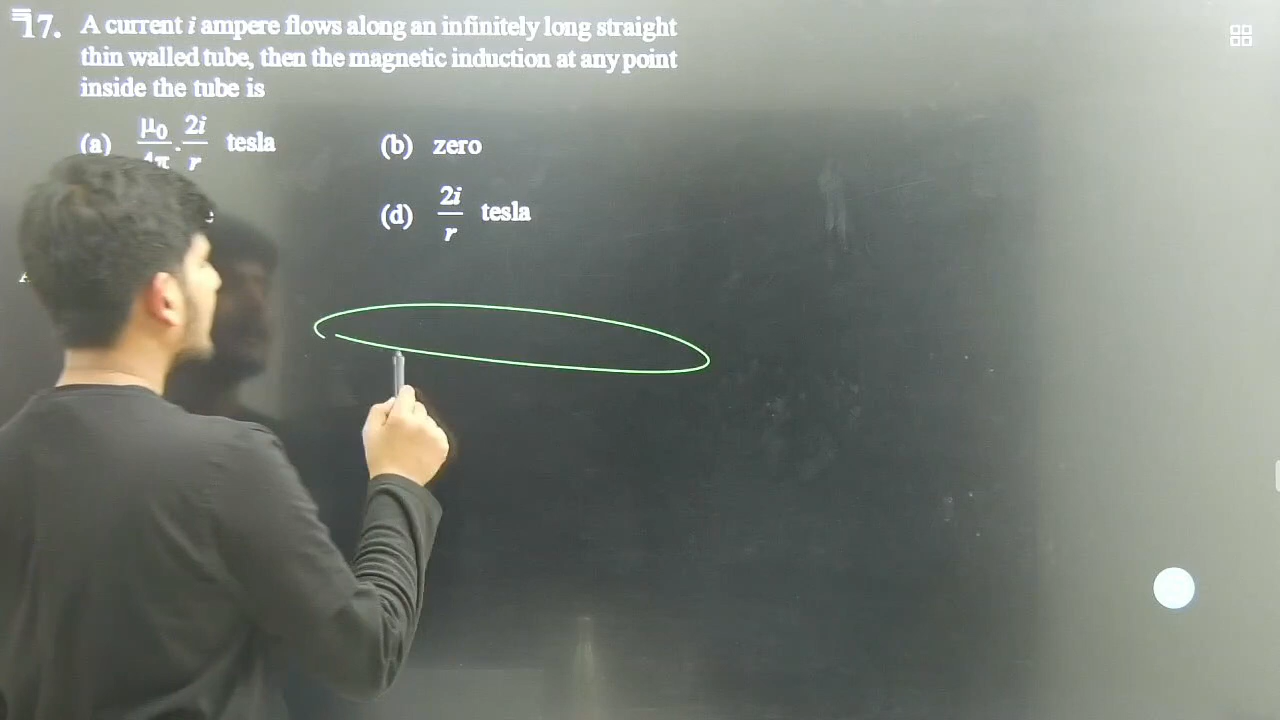 17. A current i ampere flows along an infinitely long straight
thin walled tube, then the magnetic induction at any point
inside the tube is
(a) μ0/4π · 2i/r tesla (b) zero
(d) 2i/r tesla